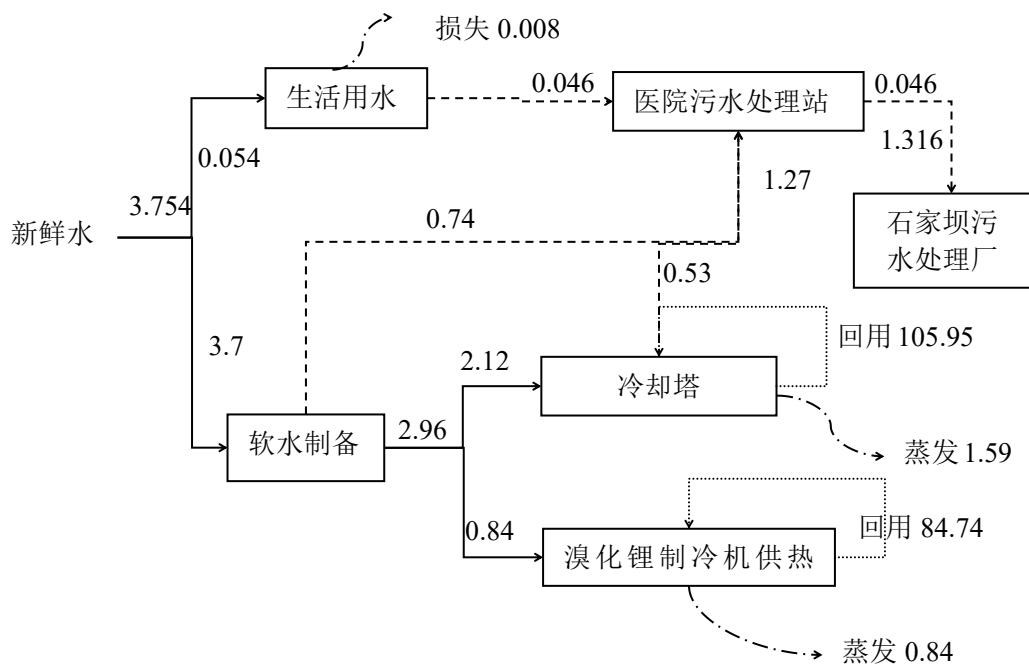 损失 0.008
生活用水
0.046
医院污水处理站
0.046
1.316
0.054
1.27
3.754
新鲜水
0.74
石家坝污
水处理厂
0.53
3.7
回用 105.95
2.12
冷却塔
软水制备
2.96
蒸发 1.59
0.84
回用 84.74
溴化锂制冷机供热
蒸发 0.84